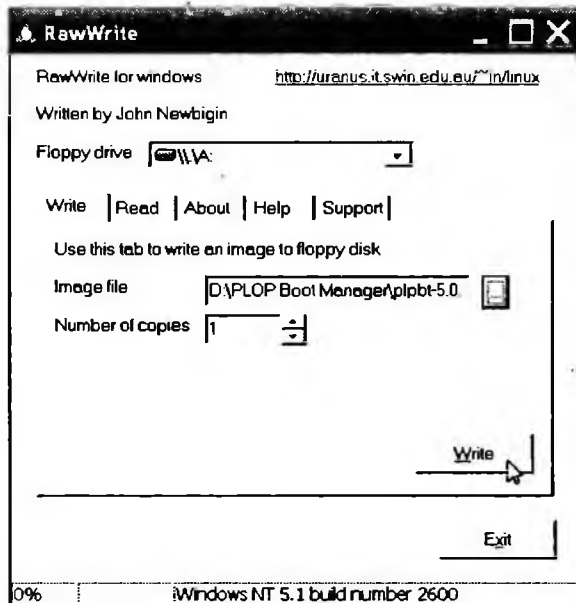 RawWrite
RawWrite for windows http://uranus.it.swin.edu.au/~jn/linux
Written by John Newbigin
Floppy drive \\.\A:
Write Read About Help Support
Use this tab to write an image to floppy disk
Image file D:\PLOP Boot Manager\plpbt-5.0.
Number of copies 1
Write
Exit
0% Windows NT 5.1 build number 2600